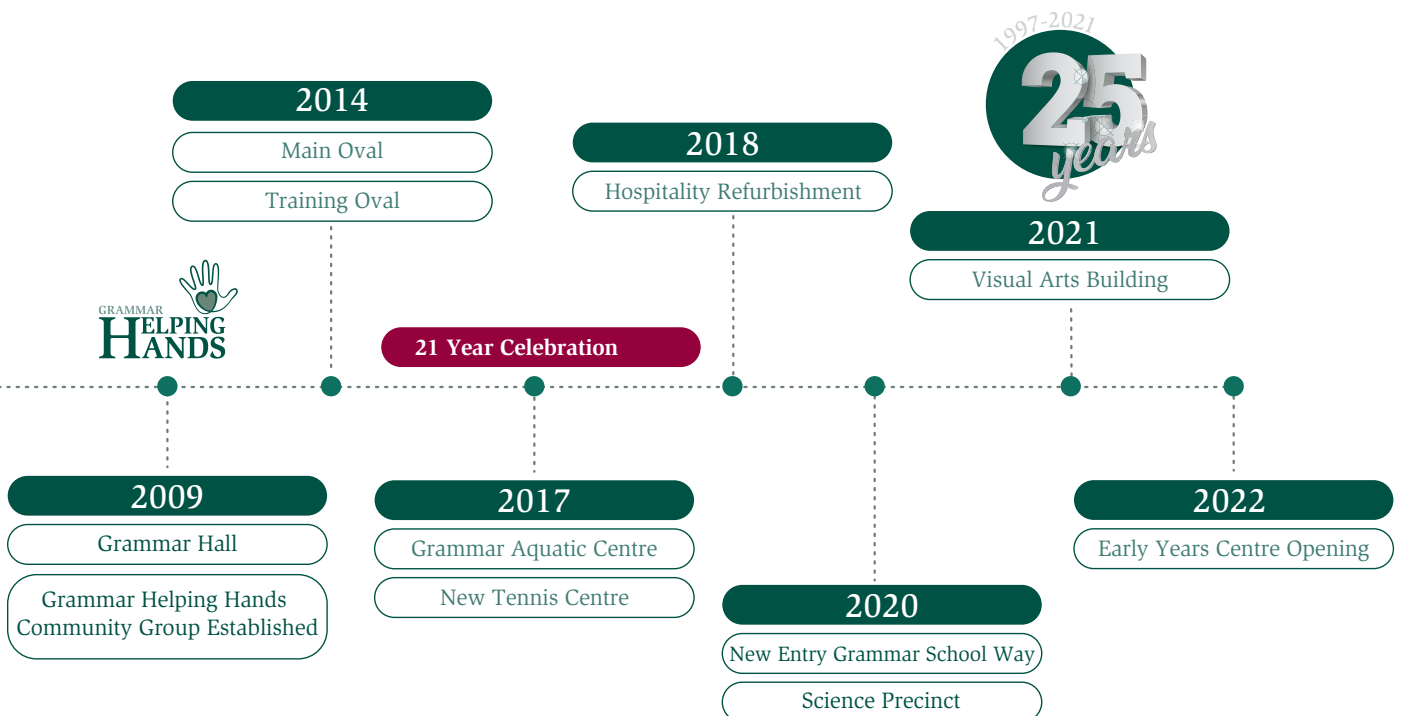 1997-2021
25
years
2014
Main Oval
Training Oval
2018
Hospitality Refurbishment
2021
Visual Arts Building
GRAMMAR
HELPING
HANDS
21 Year Celebration
2009
Grammar Hall
Grammar Helping Hands
Community Group Established
2017
Grammar Aquatic Centre
New Tennis Centre
2020
New Entry Grammar School Way
Science Precinct
2022
Early Years Centre Opening